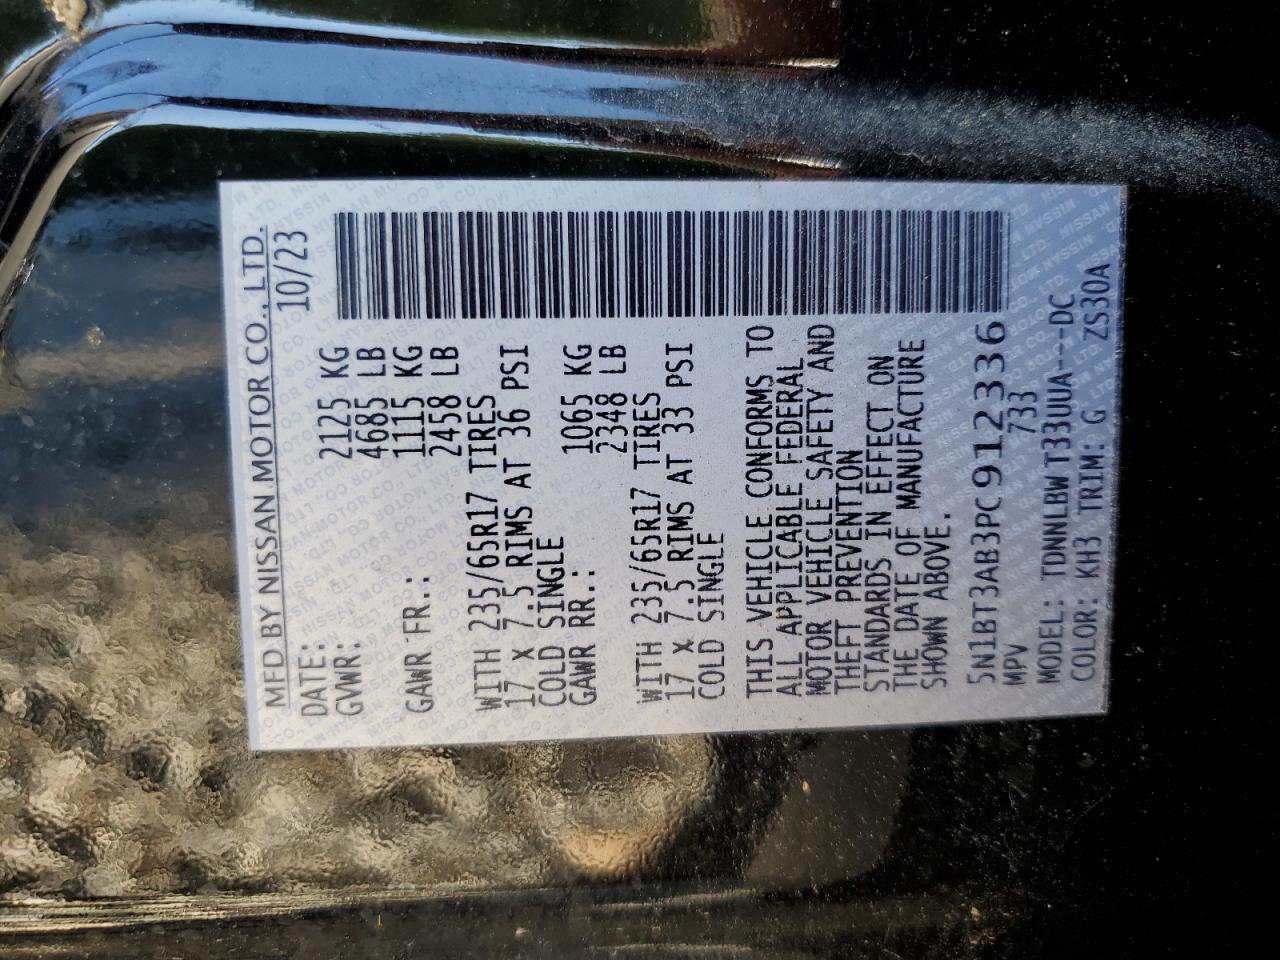 MFD BY NISSAN MOTOR CO., LTD.
DATE: 10/23
GVWR: 2125 KG
4685 LB
GAWR FR.: 1115 KG
2458 LB
WITH 235/65R17 TIRES
17 x 7.5 RIMS AT 36 PSI
COLD SINGLE
GAWR RR.: 1065 KG
2348 LB
WITH 235/65R17 TIRES
17 x 7.5 RIMS AT 33 PSI
COLD SINGLE
THIS VEHICLE CONFORMS TO
ALL APPLICABLE FEDERAL
MOTOR VEHICLE SAFETY AND
THEFT PREVENTION
STANDARDS IN EFFECT ON
THE DATE OF MANUFACTURE
SHOWN ABOVE.
5N1BT3AB3PC912336
MPV 733
MODEL: TDNNLBW T33UUA---DC
COLOR: KH3 TRIM: G ZS30A